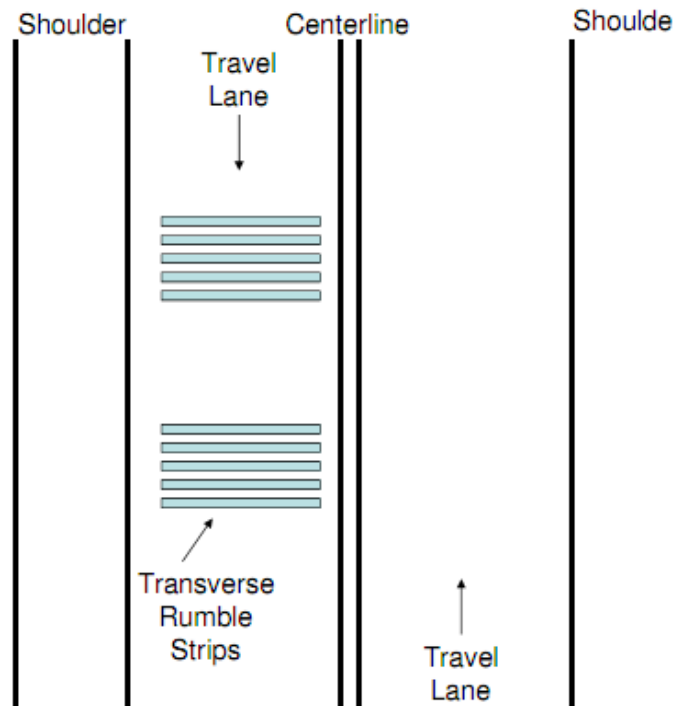 Shoulder
Centerline
Shoulde
Travel
Lane
Transverse
Rumble
Strips
Travel
Lane